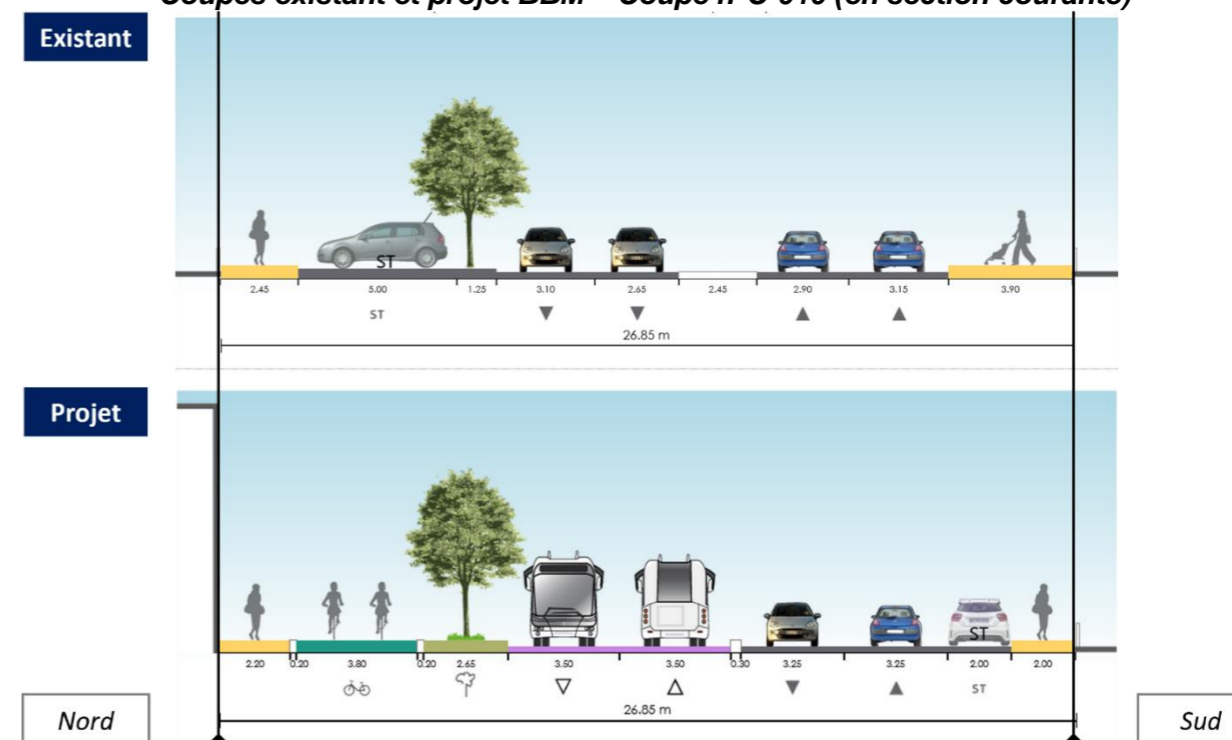 Coupes existant et projet BBM – Coupe n°C-910 (en section courante)
Existant
ST
2.45 5.00 1.25 3.10 2.65 2.45 2.90 3.15 3.90
ST
26.85 m
Projet
ST
2.20 0.20 3.80 0.20 2.65 3.50 3.50 0.30 3.25 3.25 2.00 2.00
ST
26.85 m
Nord
Sud